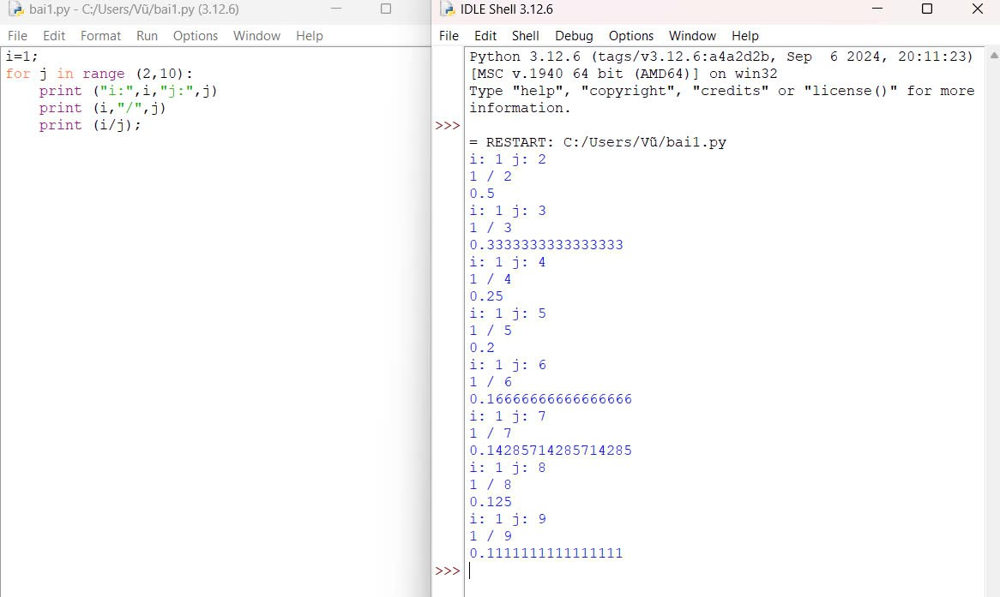 bai1.py - C:/Users/Vũ/bai1.py (3.12.6)
File Edit Format Run Options Window Help
i=1;
for j in range (2,10):
    print ("i:",i,"j:",j)
    print (i,"/",j)
    print (i/j);
IDLE Shell 3.12.6
File Edit Shell Debug Options Window Help
Python 3.12.6 (tags/v3.12.6:a4a2d2b, Sep  6 2024, 20:11:23)
[MSC v.1940 64 bit (AMD64)] on win32
Type "help", "copyright", "credits" or "license()" for more
information.
>>>
= RESTART: C:/Users/Vũ/bai1.py
i: 1 j: 2
1 / 2
0.5
i: 1 j: 3
1 / 3
0.3333333333333333
i: 1 j: 4
1 / 4
0.25
i: 1 j: 5
1 / 5
0.2
i: 1 j: 6
1 / 6
0.16666666666666666
i: 1 j: 7
1 / 7
0.14285714285714285
i: 1 j: 8
1 / 8
0.125
i: 1 j: 9
1 / 9
0.1111111111111111
>>>